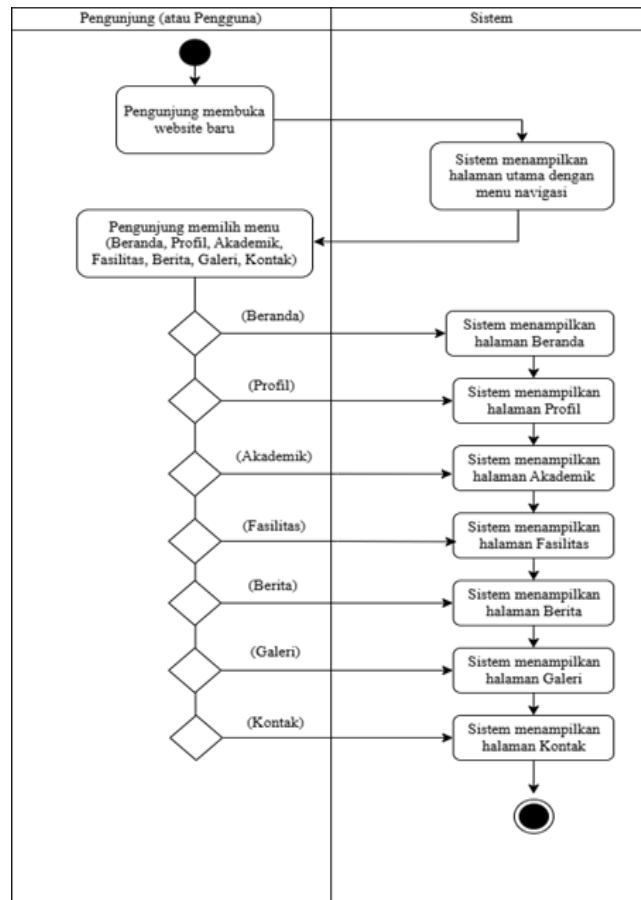 Pengunjung (atau Pengguna)
Sistem
Pengunjung membuka
website baru
Sistem menampilkan
halaman utama dengan
menu navigasi
Pengunjung memilih menu
(Beranda, Profil, Akademik,
Fasilitas, Berita, Galeri, Kontak)
(Beranda)
Sistem menampilkan
halaman Beranda
(Profil)
Sistem menampilkan
halaman Profil
(Akademik)
Sistem menampilkan
halaman Akademik
(Fasilitas)
Sistem menampilkan
halaman Fasilitas
(Berita)
Sistem menampilkan
halaman Berita
(Galeri)
Sistem menampilkan
halaman Galeri
(Kontak)
Sistem menampilkan
halaman Kontak